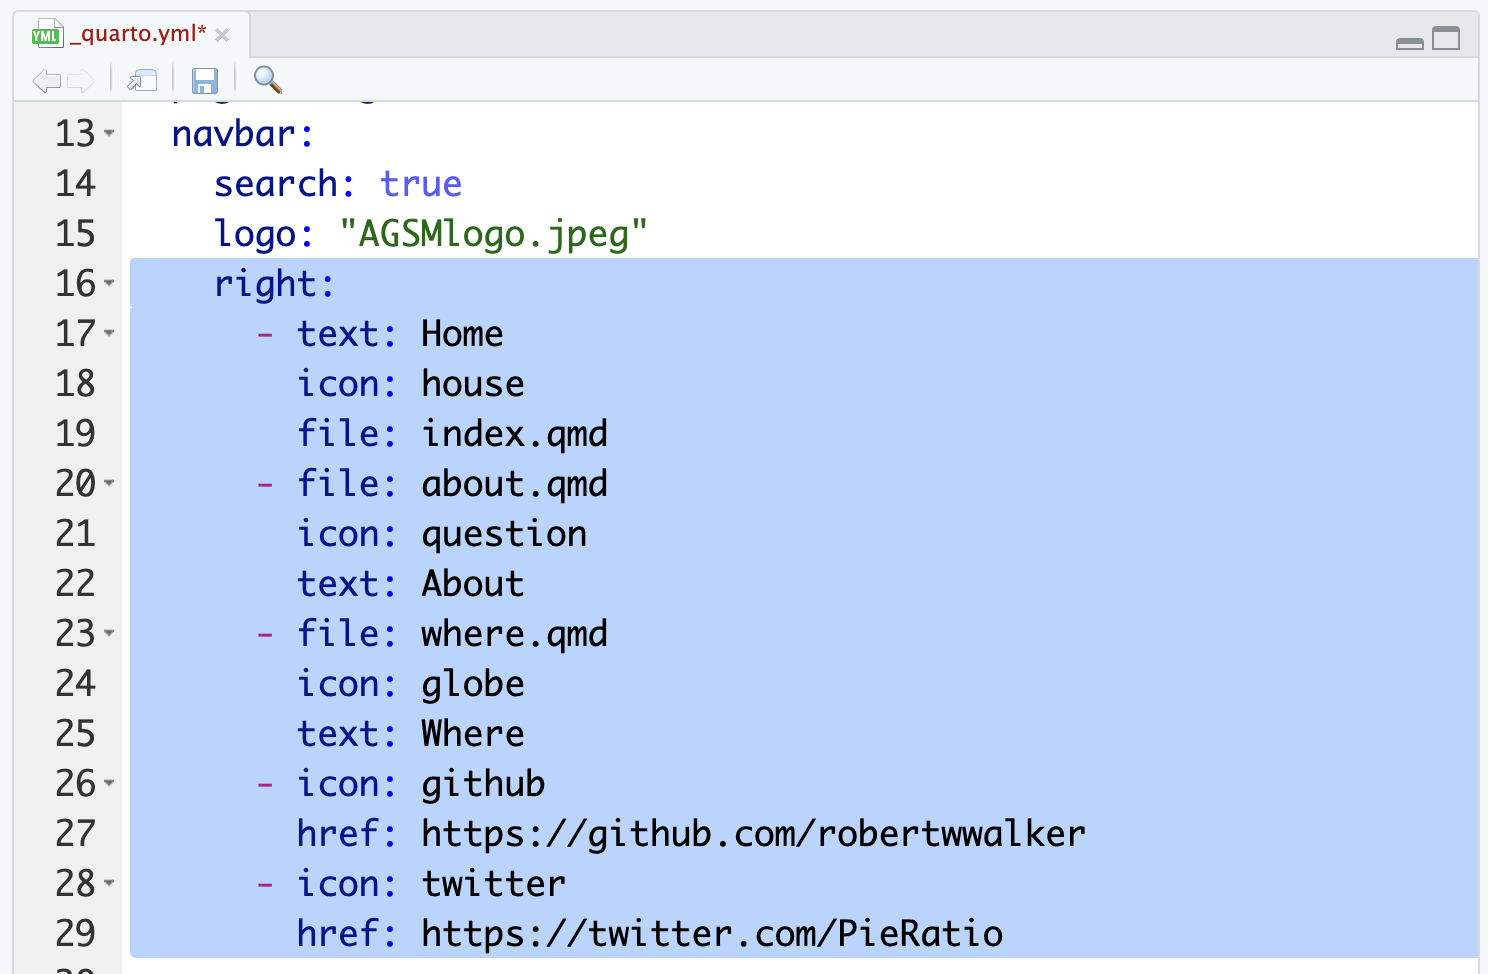 YML _quarto.yml* ×
13 navbar:
14 search: true
15 logo: "AGSMlogo.jpeg"
16 right:
17 - text: Home
18 icon: house
19 file: index.qmd
20 - file: about.qmd
21 icon: question
22 text: About
23 - file: where.qmd
24 icon: globe
25 text: Where
26 - icon: github
27 href: https://github.com/robertwwalker
28 - icon: twitter
29 href: https://twitter.com/PieRatio